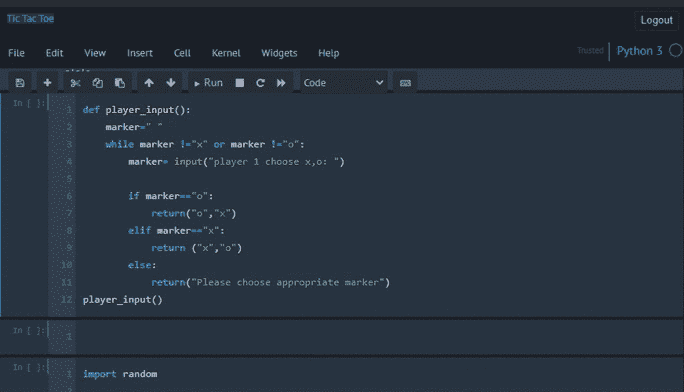 Tic Tac Toe
Logout
File Edit View Insert Cell Kernel Widgets Help
Trusted Python 3
Run Code
In [ ]:
1 def player_input():
2 marker=" "
3 while marker !="x" or marker !="o":
4 marker= input("player 1 choose x,o: ")
5
6 if marker=="o":
7 return("o","x")
8 elif marker=="x":
9 return ("x","o")
10 else:
11 return("Please choose appropriate marker")
12 player_input()
In [ ]: 1
In [ ]: 1 import random